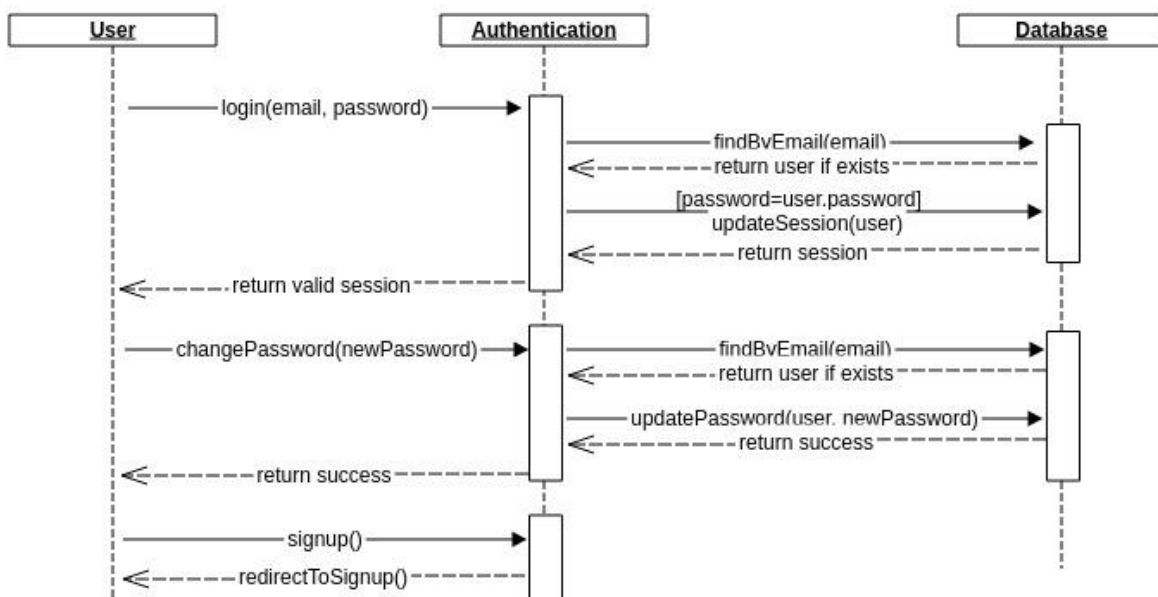 User
Authentication
Database
login(email, password)
findByEmail(email)
return user if exists
[password=user.password]
updateSession(user)
return session
return valid session
changePassword(newPassword)
findByEmail(email)
return user if exists
updatePassword(user, newPassword)
return success
return success
signup()
redirectToSignup()